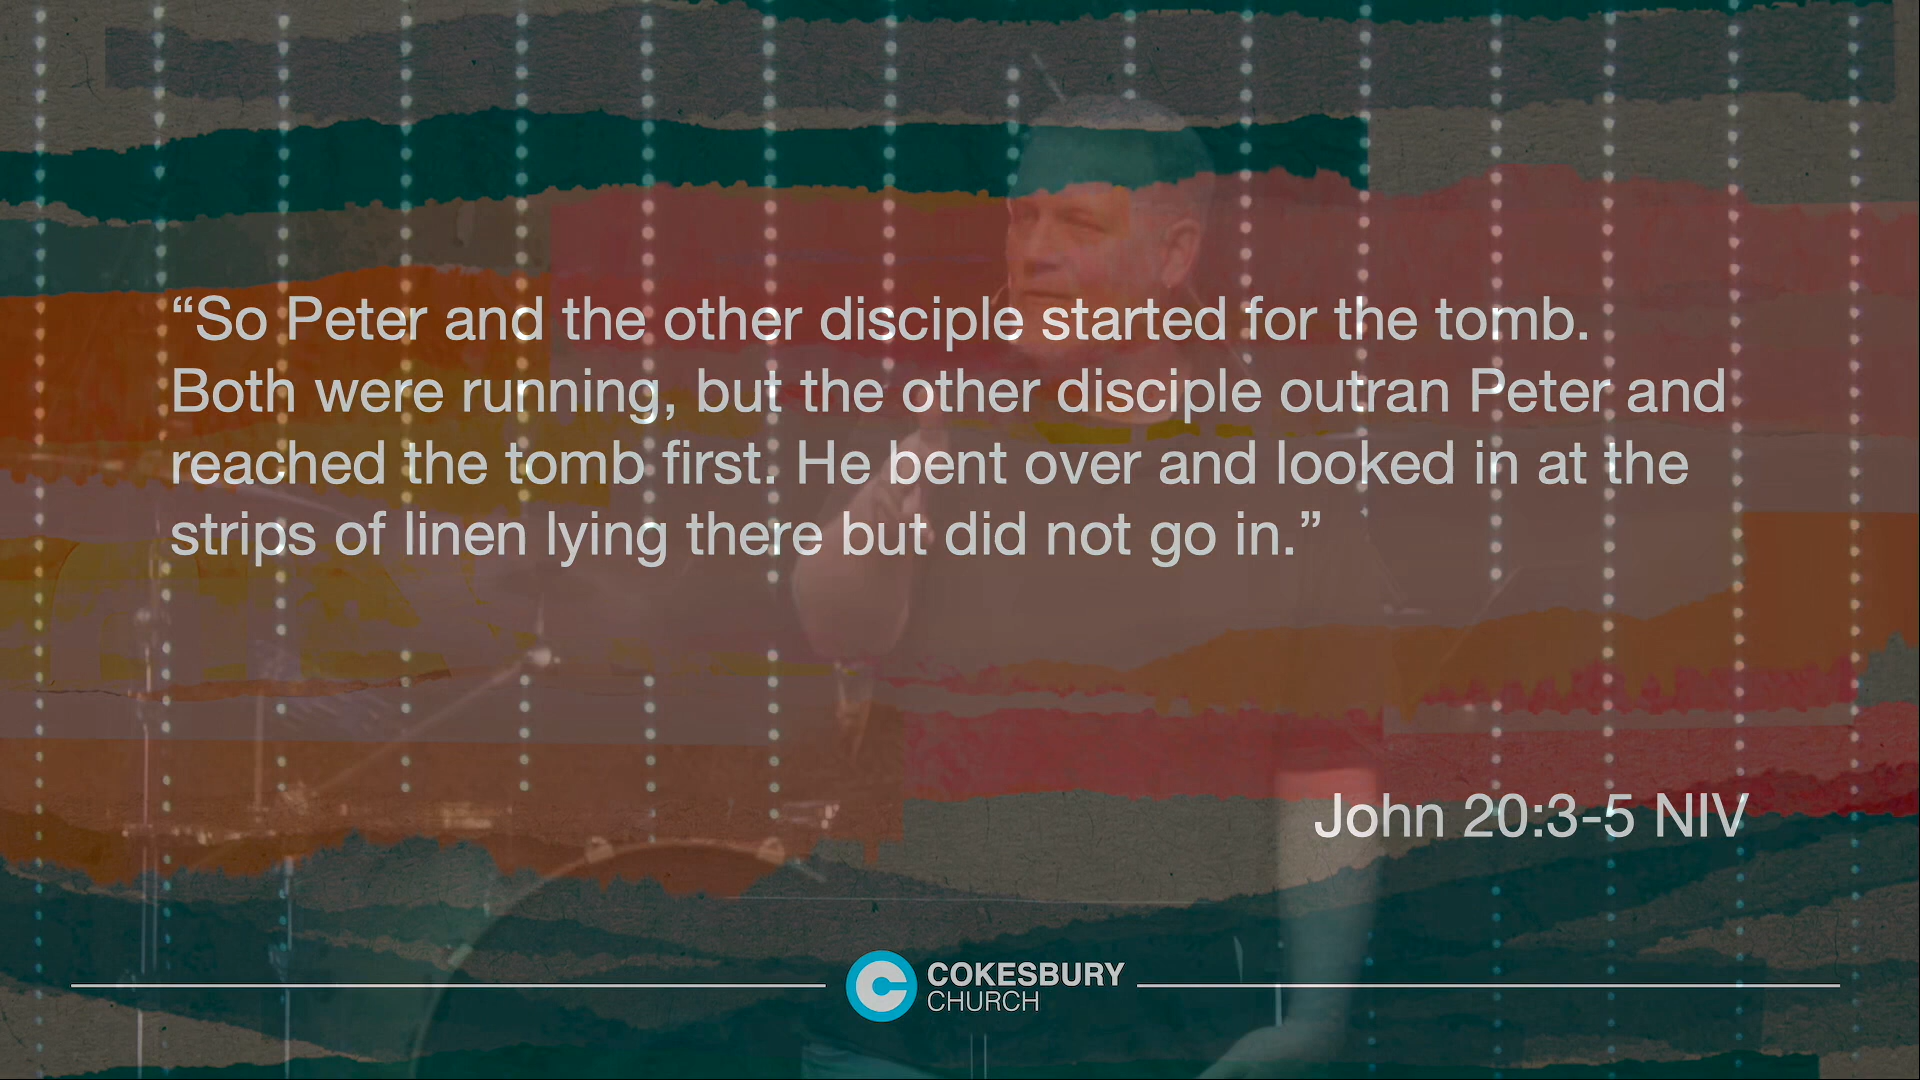 “So Peter and the other disciple started for the tomb.
Both were running, but the other disciple outran Peter and
reached the tomb first. He bent over and looked in at the
strips of linen lying there but did not go in.”
John 20:3-5 NIV
COKESBURY
CHURCH